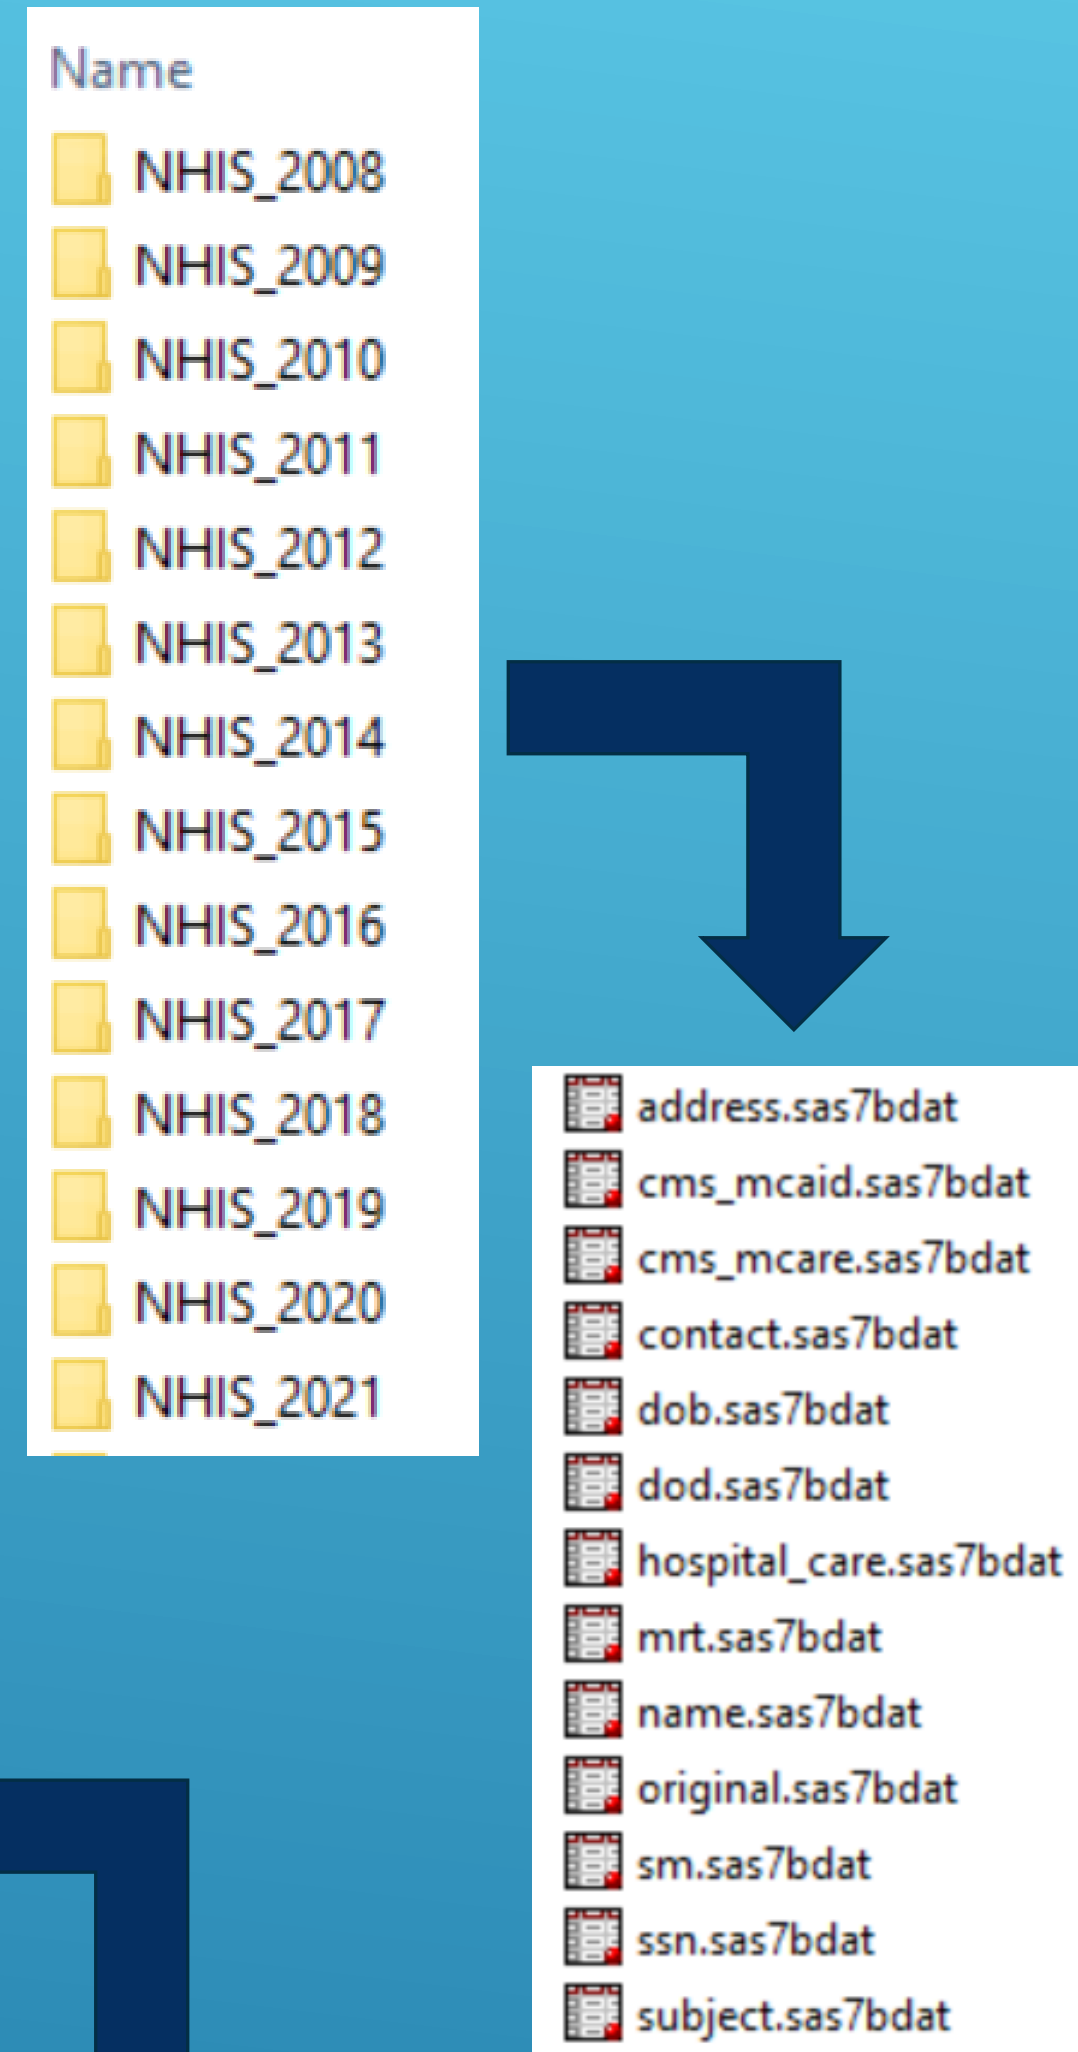 Name
NHIS_2008
NHIS_2009
NHIS_2010
NHIS_2011
NHIS_2012
NHIS_2013
NHIS_2014
NHIS_2015
NHIS_2016
NHIS_2017
NHIS_2018
NHIS_2019
NHIS_2020
NHIS_2021
address.sas7bdat
cms_mcaid.sas7bdat
cms_mcare.sas7bdat
contact.sas7bdat
dob.sas7bdat
dod.sas7bdat
hospital_care.sas7bdat
mrt.sas7bdat
name.sas7bdat
original.sas7bdat
sm.sas7bdat
ssn.sas7bdat
subject.sas7bdat